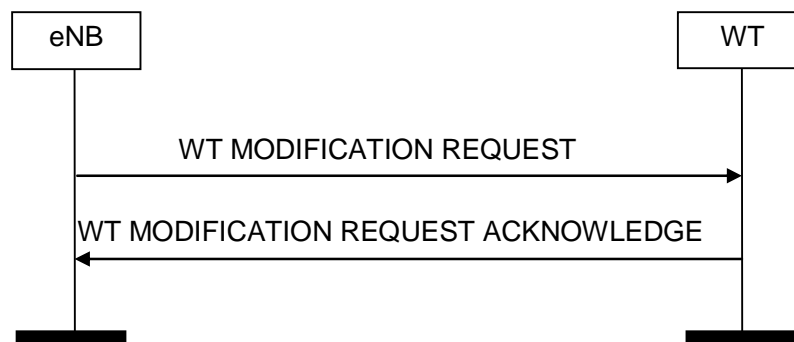 eNB
WT
WT MODIFICATION REQUEST
WT MODIFICATION REQUEST ACKNOWLEDGE